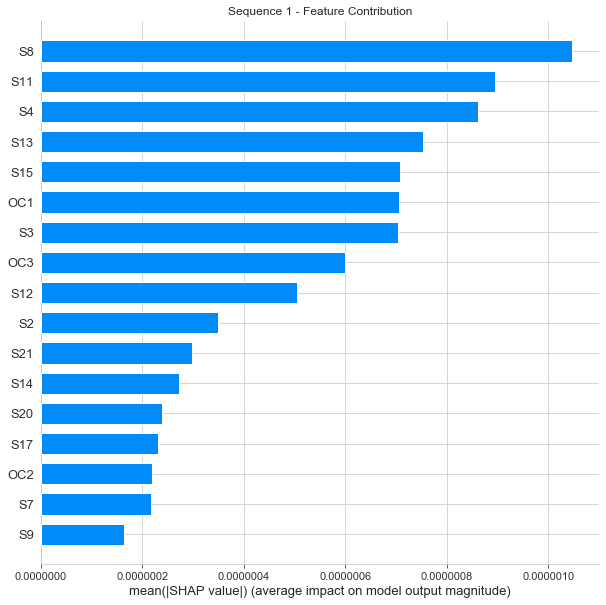 Sequence 1 - Feature Contribution
S8
S11
S4
S13
S15
OC1
S3
OC3
S12
S2
S21
S14
S20
S17
OC2
S7
S9
0.0000000 0.0000002 0.0000004 0.0000006 0.0000008 0.0000010
mean(|SHAP value|) (average impact on model output magnitude)